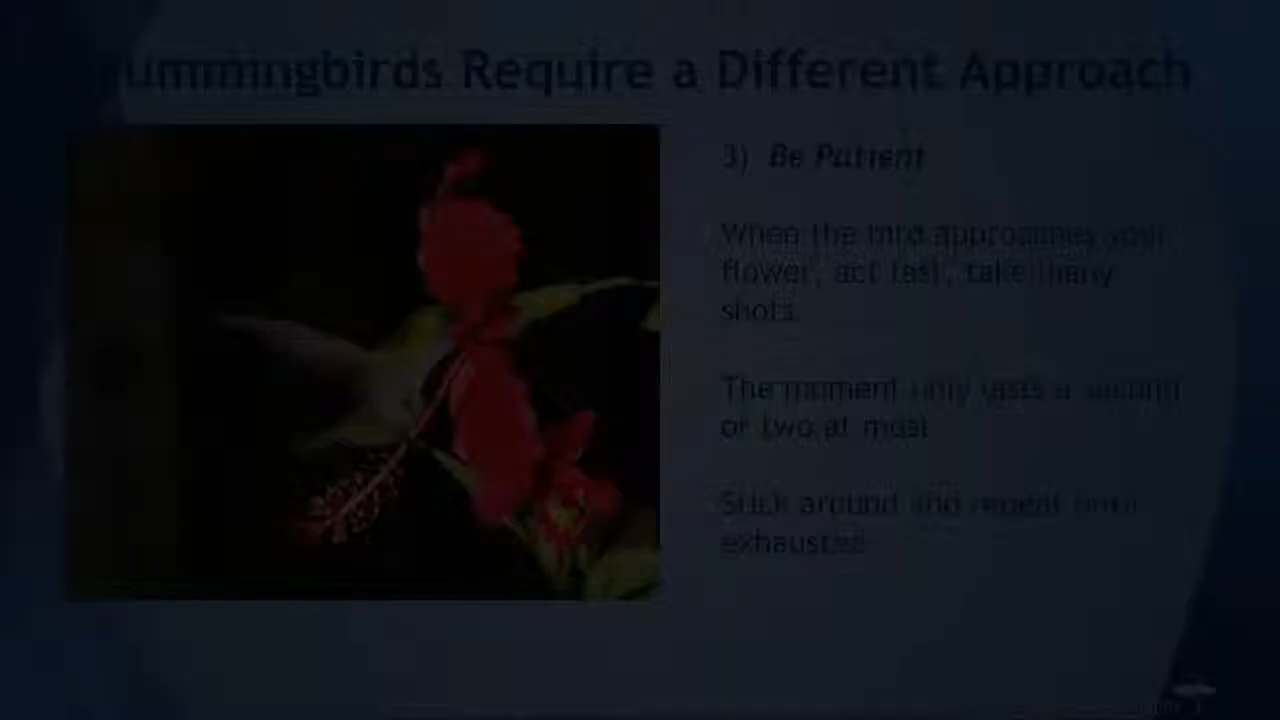 ummingbirds Require a Different Approach
3) Be Patient
When the bird approaches your
flower, act fast, take many
shots
The moment only lasts a second
or two at most
Stick around and repeat until
exhausted